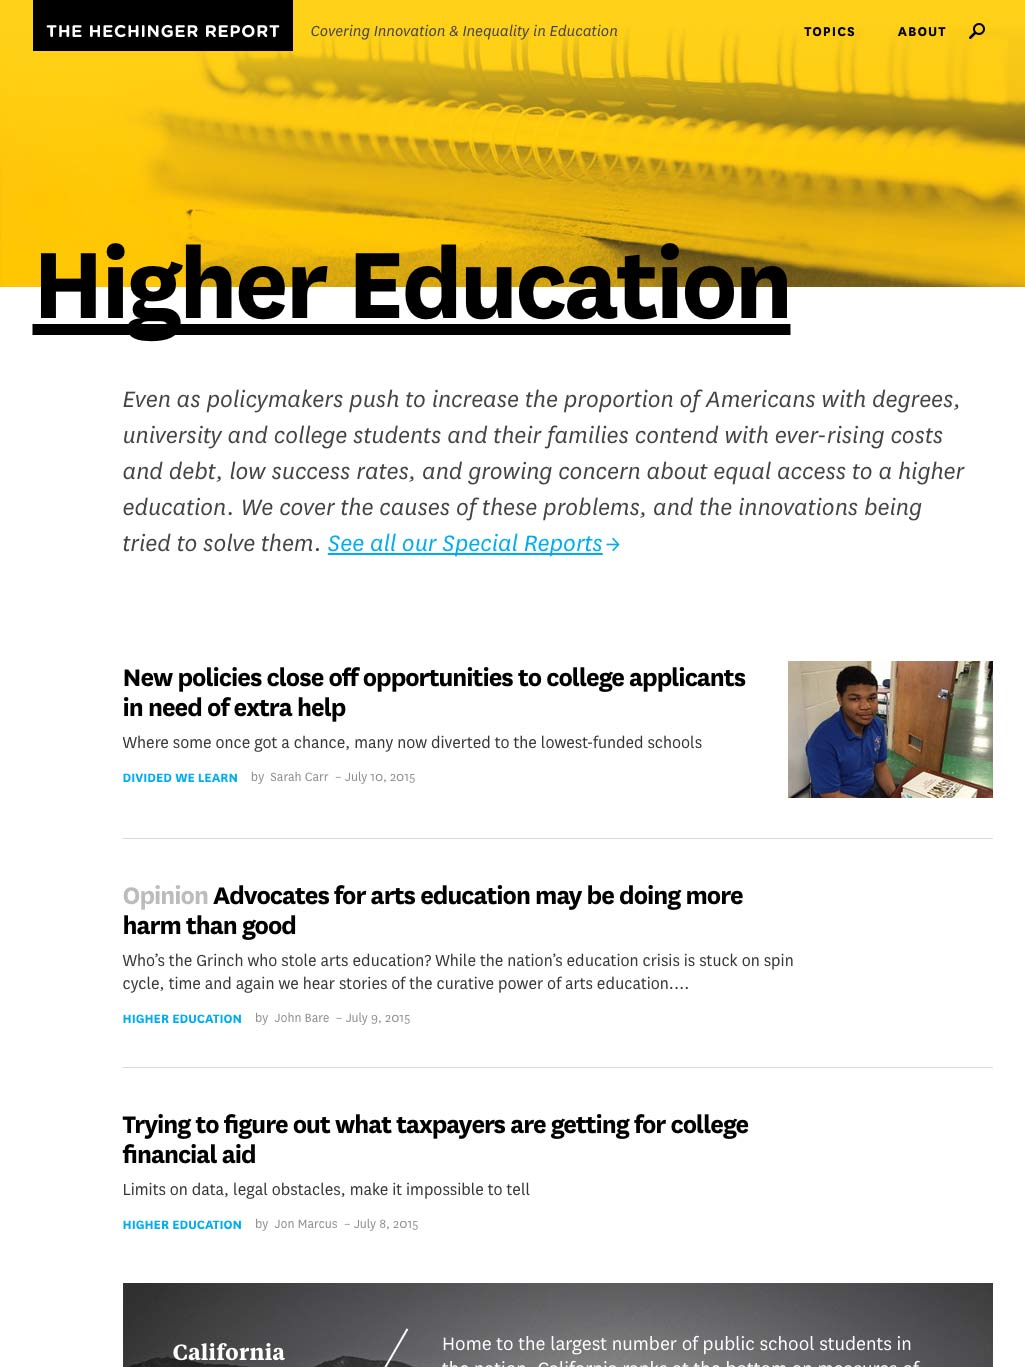 THE HECHINGER REPORT
Covering Innovation & Inequality in Education
TOPICS
ABOUT
Higher Education
Even as policymakers push to increase the proportion of Americans with degrees,
university and college students and their families contend with ever-rising costs
and debt, low success rates, and growing concern about equal access to a higher
education. We cover the causes of these problems, and the innovations being
tried to solve them. See all our Special Reports→
New policies close off opportunities to college applicants
in need of extra help
Where some once got a chance, many now diverted to the lowest-funded schools
DIVIDED WE LEARN by Sarah Carr – July 10, 2015
Opinion Advocates for arts education may be doing more
harm than good
Who’s the Grinch who stole arts education? While the nation’s education crisis is stuck on spin
cycle, time and again we hear stories of the curative power of arts education….
HIGHER EDUCATION by John Bare – July 9, 2015
Trying to figure out what taxpayers are getting for college
financial aid
Limits on data, legal obstacles, make it impossible to tell
HIGHER EDUCATION by Jon Marcus – July 8, 2015
California
Home to the largest number of public school students in
the nation, California ranks at the bottom on measures of